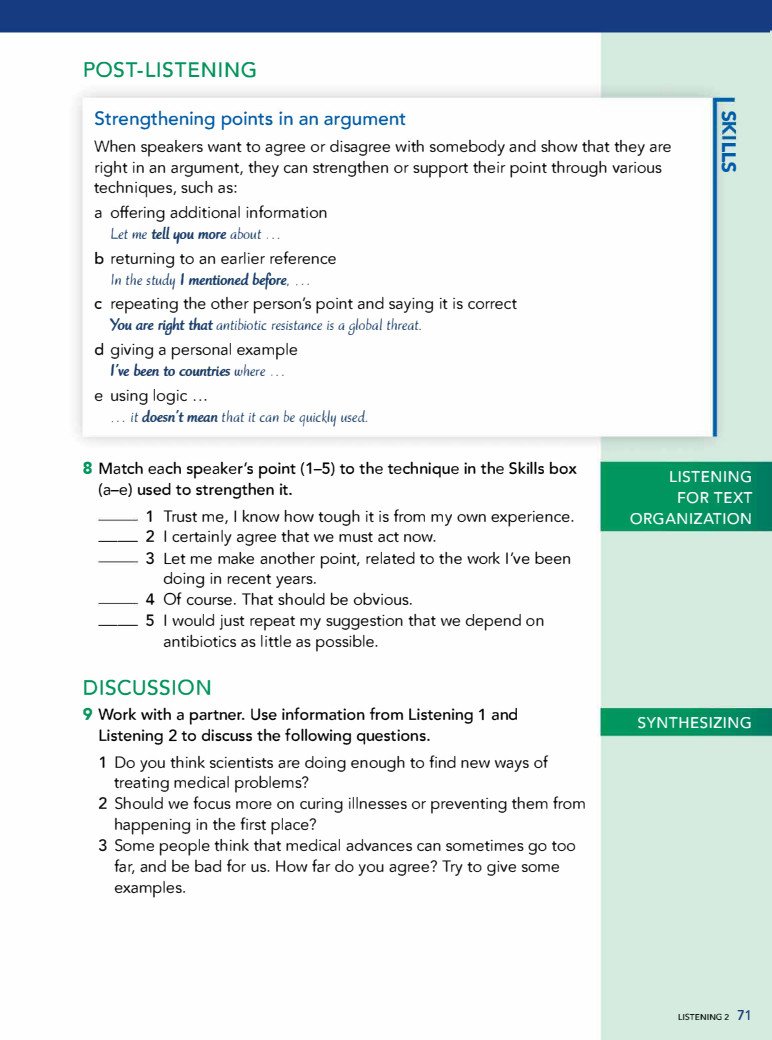 POST-LISTENING
Strengthening points in an argument
When speakers want to agree or disagree with somebody and show that they are
right in an argument, they can strengthen or support their point through various
techniques, such as:
a offering additional information
Let me tell you more about ...
b returning to an earlier reference
In the study I mentioned before, ...
c repeating the other person's point and saying it is correct
You are right that antibiotic resistance is a global threat.
d giving a personal example
I've been to countries where ...
e using logic ...
... it doesn't mean that it can be quickly used.
SKILLS
8 Match each speaker's point (1–5) to the technique in the Skills box
(a–e) used to strengthen it.
LISTENING
FOR TEXT
ORGANIZATION
_____ 1 Trust me, I know how tough it is from my own experience.
_____ 2 I certainly agree that we must act now.
_____ 3 Let me make another point, related to the work I've been
doing in recent years.
_____ 4 Of course. That should be obvious.
_____ 5 I would just repeat my suggestion that we depend on
antibiotics as little as possible.
DISCUSSION
9 Work with a partner. Use information from Listening 1 and
Listening 2 to discuss the following questions.
SYNTHESIZING
1 Do you think scientists are doing enough to find new ways of
treating medical problems?
2 Should we focus more on curing illnesses or preventing them from
happening in the first place?
3 Some people think that medical advances can sometimes go too
far, and be bad for us. How far do you agree? Try to give some
examples.
LISTENING 2 71